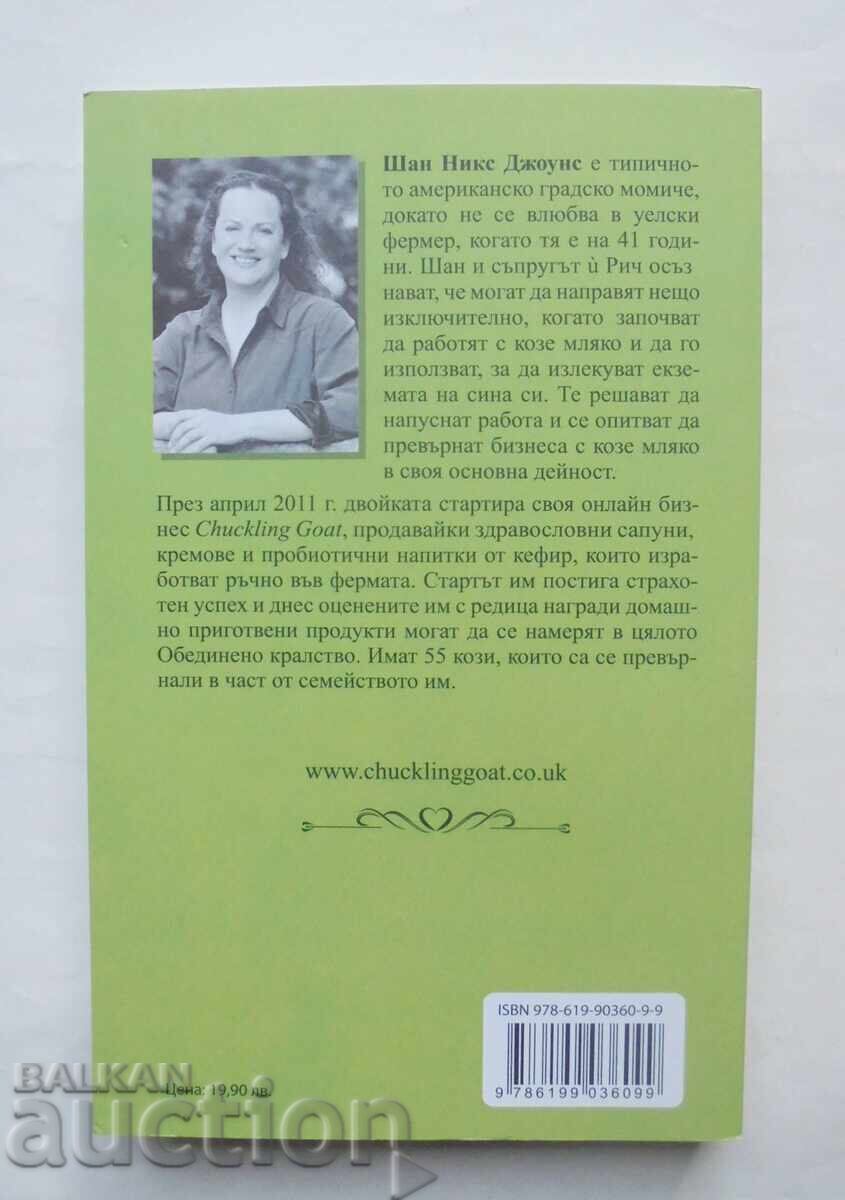 Шан Никс Джоунс е типично-
то американско градско момиче,
докато не се влюбва в уелски
фермер, когато тя е на 41 годи-
ни. Шан и съпругът ѝ Рич осъз
нават, че могат да направят нещо
изключително, когато започват
да работят с козе мляко и да го
използват, за да излекуват екзе-
мата на сина си. Те решават да
напуснат работа и се опитват да
превърнат бизнеса с козе мляко
в своя основна дейност.
През април 2011 г. двойката стартира своя онлайн биз-
нес Chuckling Goat, продавайки здравословни сапуни,
кремове и пробиотични напитки от кефир, които изра-
ботват ръчно във фермата. Стартът им постига страхо-
тен успех и днес оценените им с редица награди домаш-
но приготвени продукти могат да се намерят в цялото
Обединено кралство. Имат 55 кози, които са се превър-
нали в част от семейството им.
www.chucklinggoat.co.uk
ISBN 978-619-90360-9-9
9 786199 036099
Цена: 19,90 лв.
BALKAN
auction